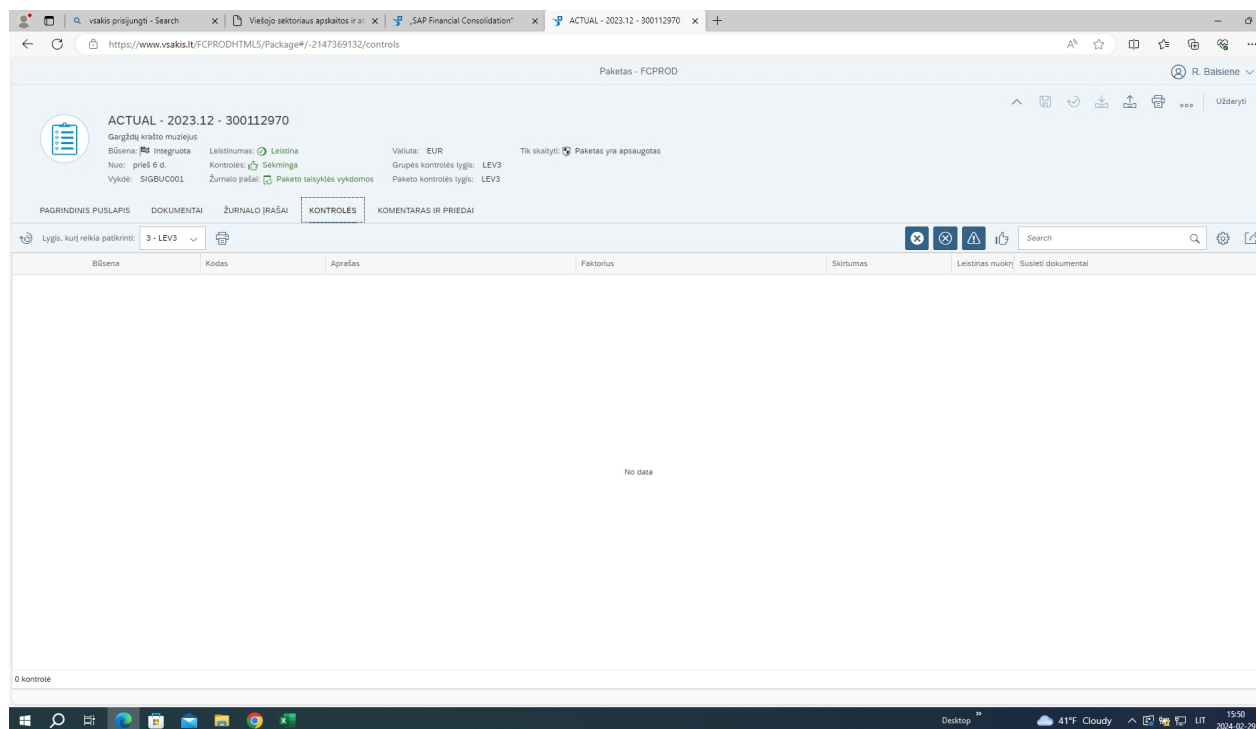 vsakis prisijungti - Search
Viešojo sektoriaus apskaitos ir at
„SAP Financial Consolidation“
ACTUAL - 2023.12 - 300112970
https://www.vsakis.lt/FCPRODHTML5/Package#/-2147369132/controls
Paketas - FCPROD
R. Balsiene
ACTUAL - 2023.12 - 300112970
Uždaryti
Gargždų krašto muziejus
Būsena: Integruota Leistinumas: Leistina Valiuta: EUR Tik skaityti: Paketas yra apsaugotas
Nuo: prieš 6 d. Kontrolės: Sėkminga Grupės kontrolės lygis: LEV3
Vykdė: SIGBUC001 Žurnalo įrašai: Paketo taisyklės vykdomos Paketo kontrolės lygis: LEV3
PAGRINDINIS PUSLAPIS DOKUMENTAI ŽURNALO ĮRAŠAI KONTROLĖS KOMENTARAS IR PRIEDAI
Lygis, kurį reikia patikrinti: 3 - LEV3 Search
Būsena Kodas Aprašas Faktorius Skirtumas Leistinas nuokry Susieti dokumentai
No data
0 kontrolė
Desktop 41°F Cloudy LIT 15:50
2024-02-29